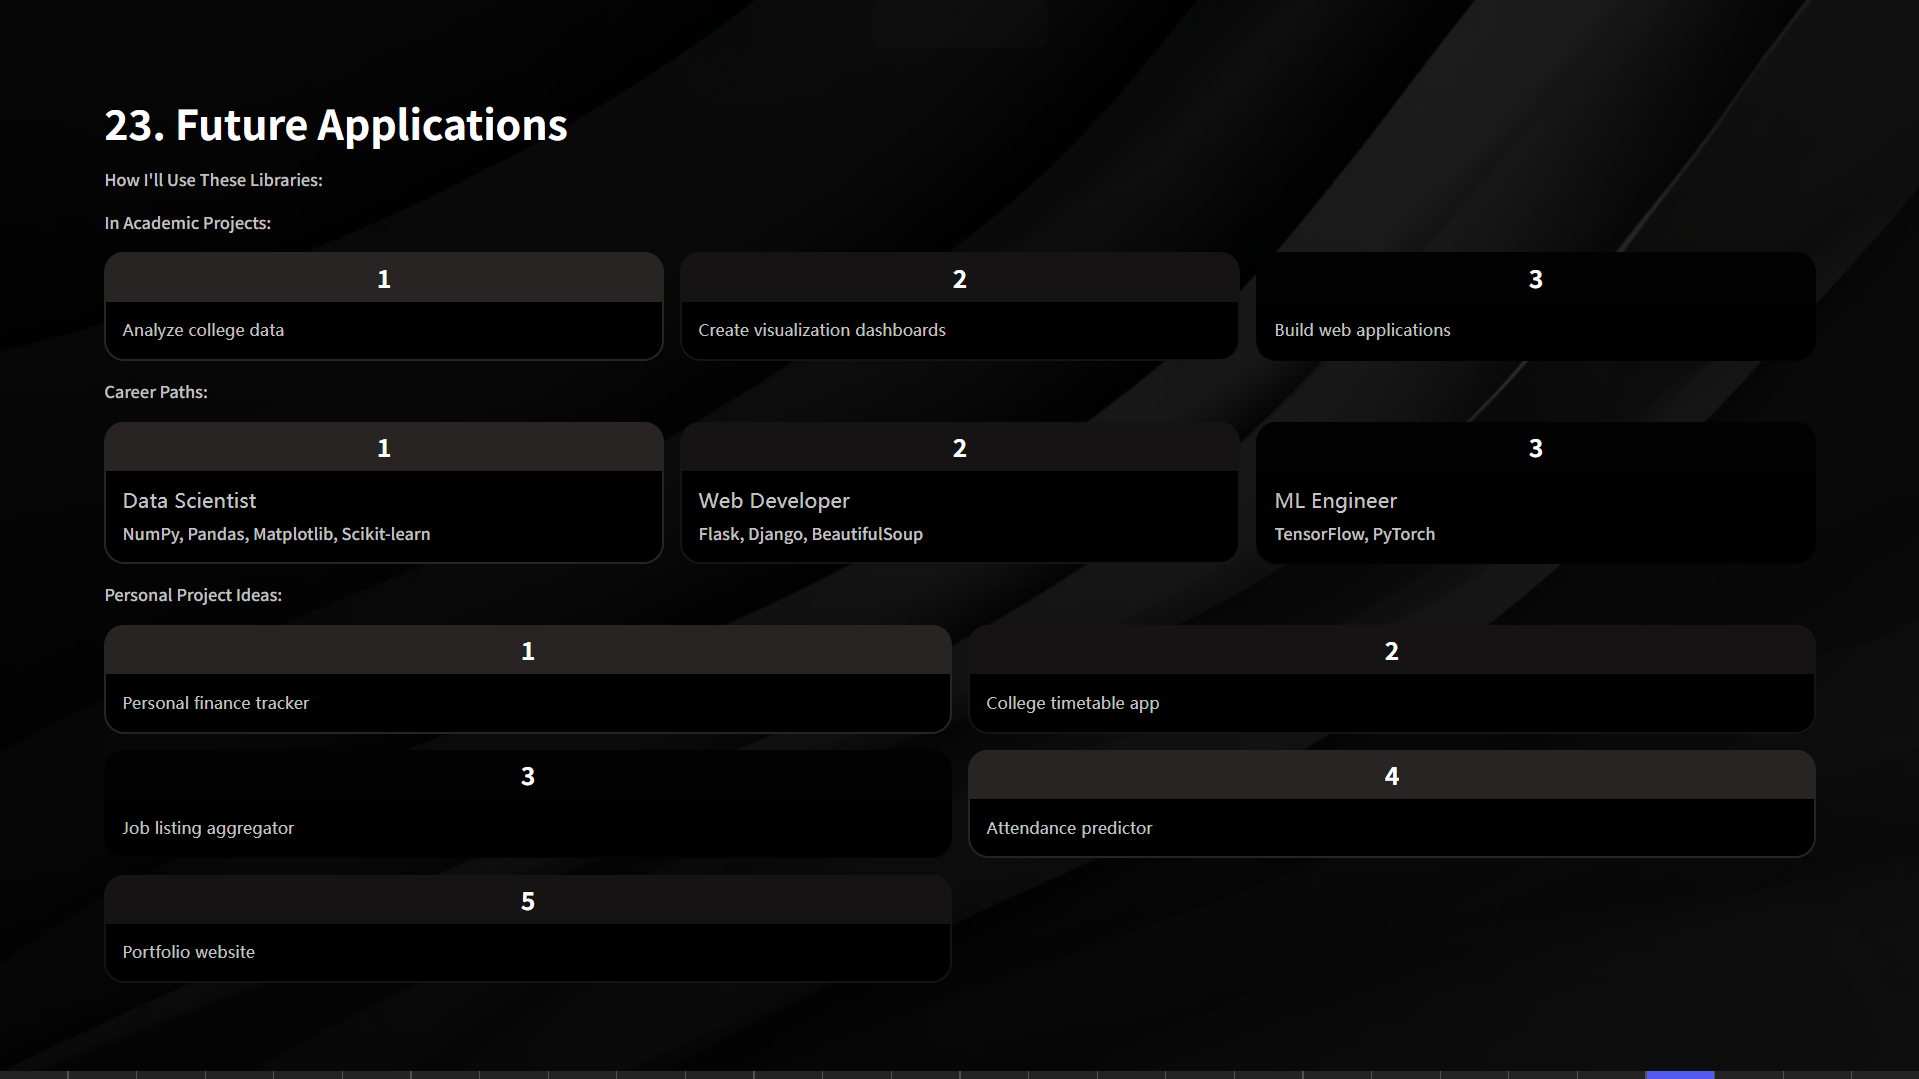 23. Future Applications
How I'll Use These Libraries:
In Academic Projects:
1
Analyze college data
2
Create visualization dashboards
3
Build web applications
Career Paths:
1
Data Scientist
NumPy, Pandas, Matplotlib, Scikit-learn
2
Web Developer
Flask, Django, BeautifulSoup
3
ML Engineer
TensorFlow, PyTorch
Personal Project Ideas:
1
Personal finance tracker
2
College timetable app
3
Job listing aggregator
4
Attendance predictor
5
Portfolio website